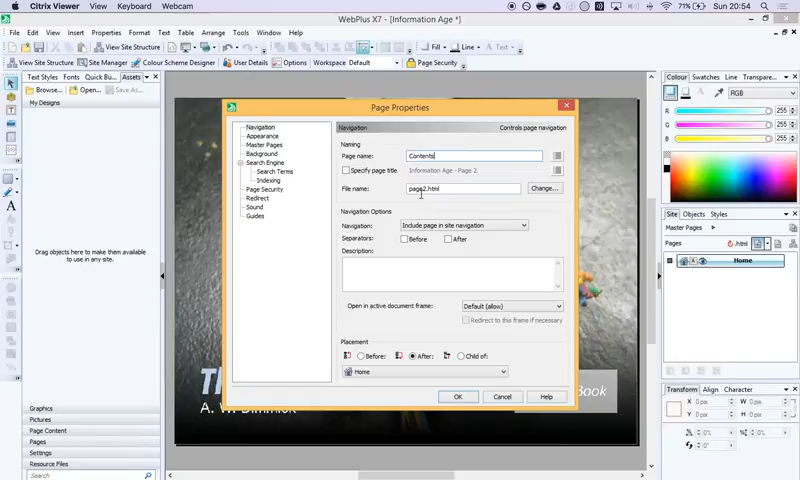 Citrix Viewer View Keyboard Webcam 71% Sun 20:54
WebPlus X7 - [Information Age *]
File Edit View Insert Properties Format Tools Table Arrange Window Help
View Site Structure
Fill Line Text
View Site Structure Site Manager Colour Scheme Designer User Details Options Workspace Default Page Security
Text Styles Fonts Quick Bu... Assets
Browse... Open... Save As...
My Designs
Drag objects here to make them available
to use in any site.
Graphics
Pictures
Page Content
Pages
Settings
Resource Files
Search
Page Properties
Navigation
Appearance
Master Pages
Background
Search Engine
Search Terms
Indexing
Page Security
Redirect
Sound
Guides
Navigation Controls page navigation
Naming
Page name: Contents
Specify page title Information Age - Page 2
File name: page2.html Change...
Navigation Options
Navigation: Include page in site navigation
Separators: Before After
Description:
Open in active document frame: Default (allow)
Redirect to this frame if necessary
Placement
Before: After: Child of:
Home
OK Cancel Help
A. W. Dimmick
Book
Colour Swatches Line Transpare...
RGB
R 255
G 255
B 255
Site Objects Styles
Master Pages
Pages .html
A Home
Transform Align Character
X 0 pix W 0 pix
Y 0 pix H 0 pix
0% 0%
0°